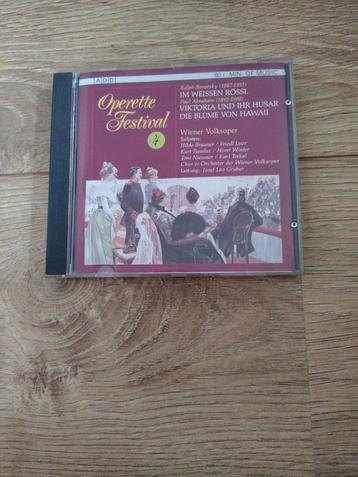 ADD
60+ MIN. OF MUSIC
Operette
Festival
4
Ralph Benatzky (1887-1957)
IM WEISSEN RÖSSL
Paul Abraham (1892-1960)
VIKTORIA UND IHR HUSAR
DIE BLUME VON HAWAII
Wiener Volksoper
Solisten:
Hilde Brauner / Friedl Loor
Kurt Equiluz / Horst Winter
Toni Niessner / Karl Terkal
Chor & Orchester der Wiener Volksoper
Leitung: Josef Leo Gruber